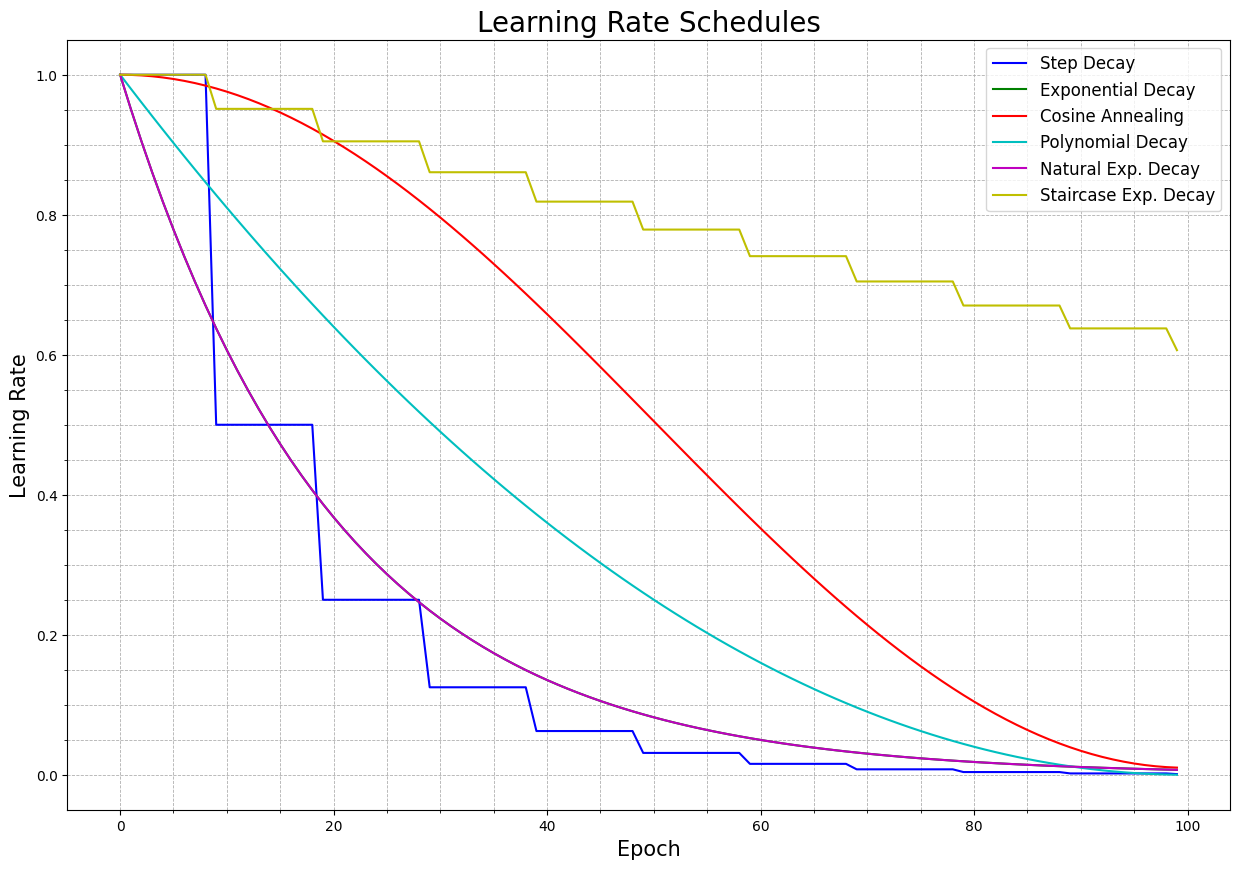 Learning Rate Schedules
Step Decay
Exponential Decay
Cosine Annealing
Polynomial Decay
Natural Exp. Decay
Staircase Exp. Decay
Learning Rate
1.0
0.8
0.6
0.4
0.2
0.0
0 20 40 60 80 100
Epoch